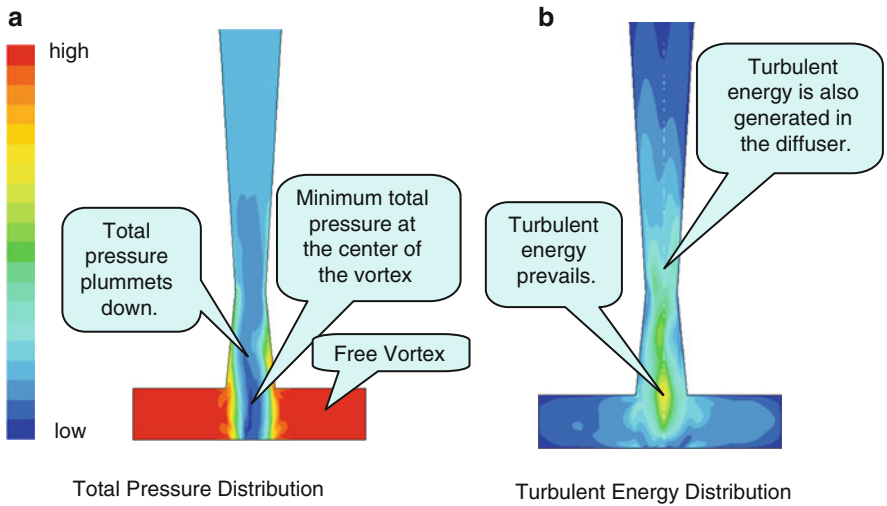 a
high
low
Total
pressure
plummets
down.
Minimum total
pressure at
the center of
the vortex
Free Vortex
Total Pressure Distribution
b
Turbulent
energy is also
generated in
the diffuser.
Turbulent
energy
prevails.
Turbulent Energy Distribution